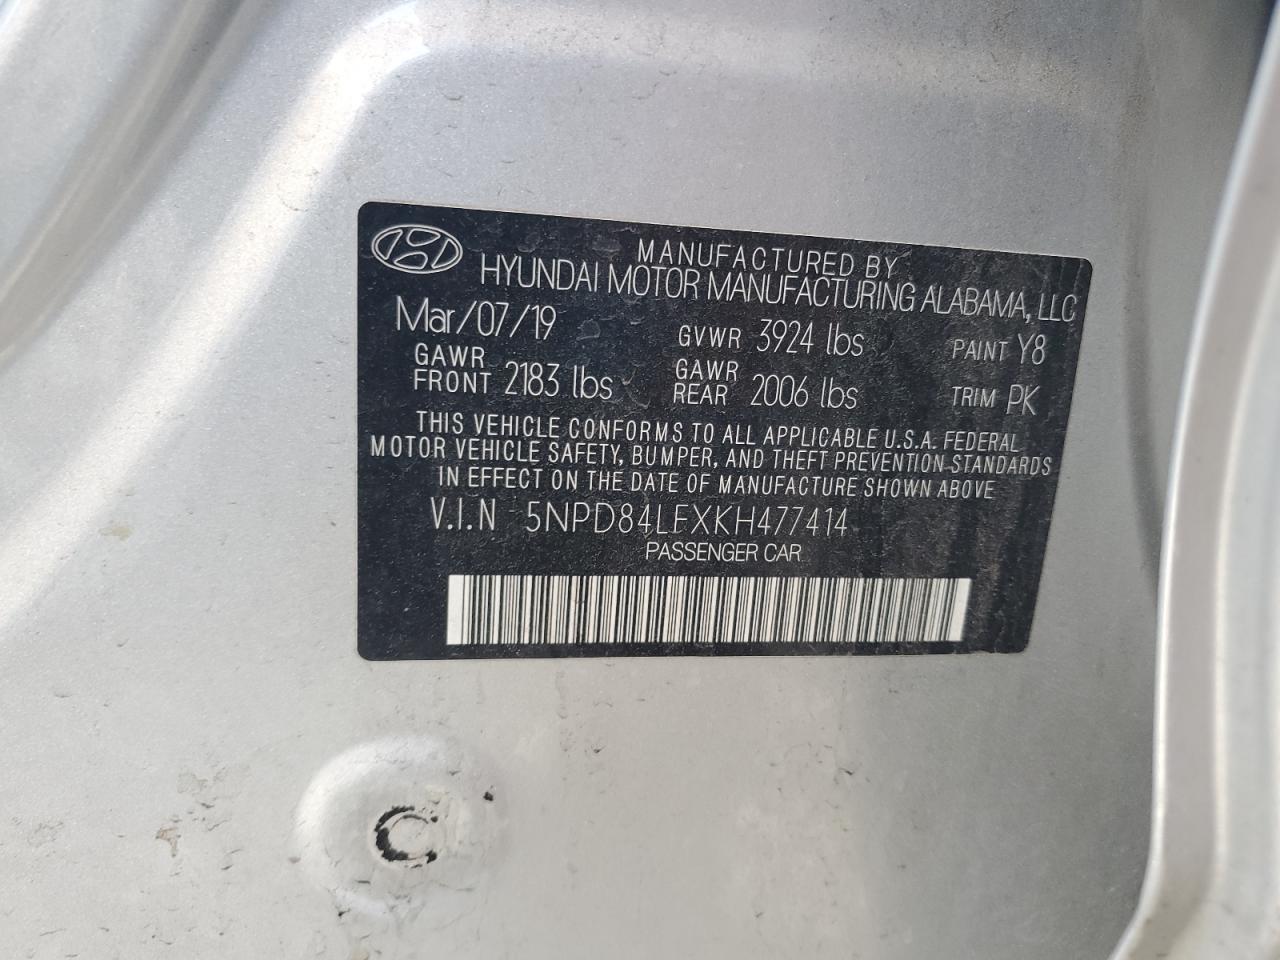 MANUFACTURED BY
HYUNDAI MOTOR MANUFACTURING ALABAMA, LLC
Mar/07/19 GVWR 3924 lbs PAINT Y8
GAWR FRONT 2183 lbs GAWR REAR 2006 lbs TRIM PK
THIS VEHICLE CONFORMS TO ALL APPLICABLE U.S.A. FEDERAL
MOTOR VEHICLE SAFETY, BUMPER, AND THEFT PREVENTION STANDARDS
IN EFFECT ON THE DATE OF MANUFACTURE SHOWN ABOVE
V.I.N 5NPD84LFXKH477414
PASSENGER CAR